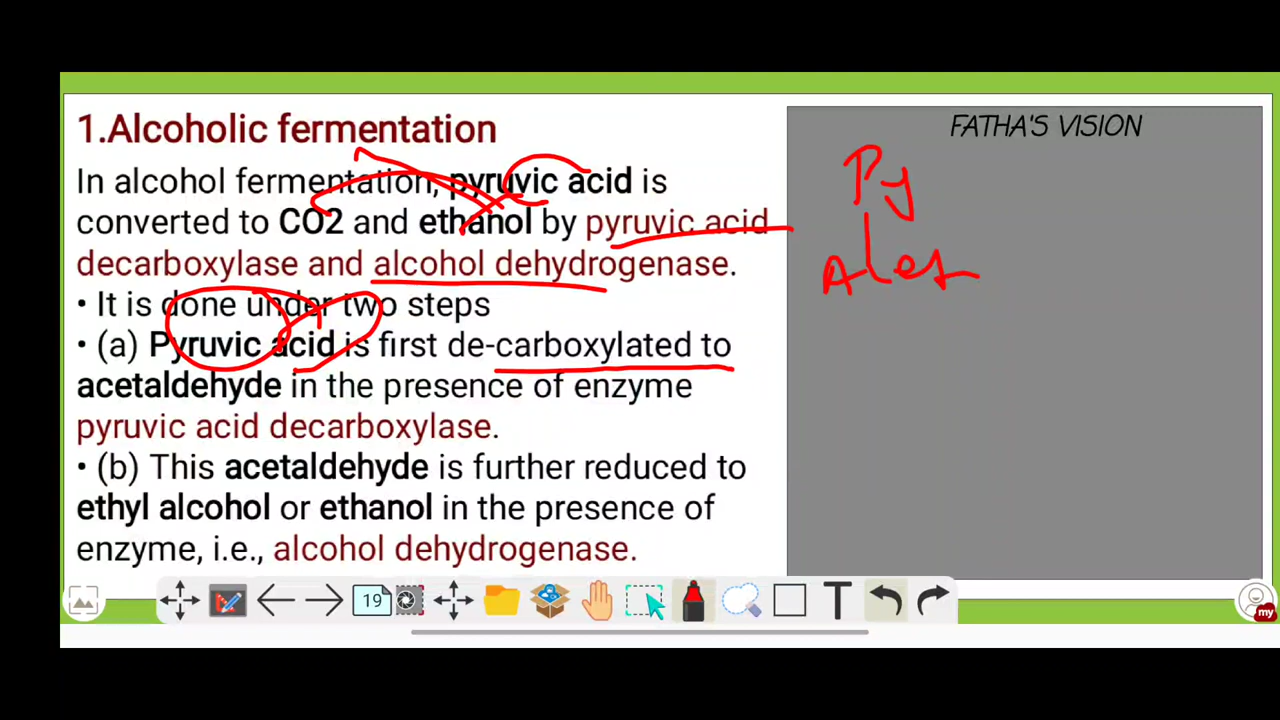 1.Alcoholic fermentation
In alcohol fermentation, pyruvic acid is
converted to CO2 and ethanol by pyruvic acid
decarboxylase and alcohol dehydrogenase.
• It is done under two steps
• (a) Pyruvic acid is first de-carboxylated to
acetaldehyde in the presence of enzyme
pyruvic acid decarboxylase.
• (b) This acetaldehyde is further reduced to
ethyl alcohol or ethanol in the presence of
enzyme, i.e., alcohol dehydrogenase.
FATHA'S VISION
Py
19
T
my